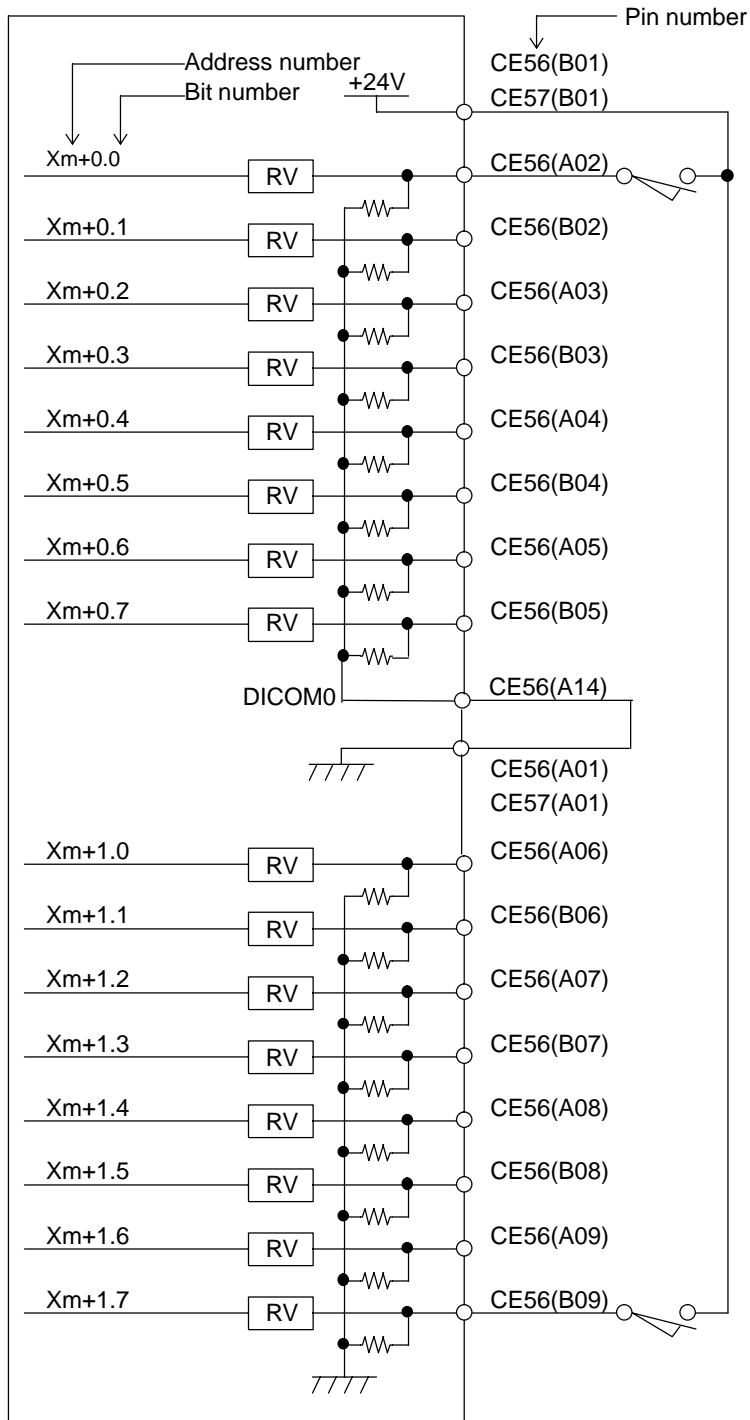 Pin number
Address number
CE56(B01)
Bit number
+24V
CE57(B01)
Xm+0.0
RV
CE56(A02)
Xm+0.1
RV
CE56(B02)
Xm+0.2
RV
CE56(A03)
Xm+0.3
RV
CE56(B03)
Xm+0.4
RV
CE56(A04)
Xm+0.5
RV
CE56(B04)
Xm+0.6
RV
CE56(A05)
Xm+0.7
RV
CE56(B05)
DICOM0
CE56(A14)
CE56(A01)
CE57(A01)
Xm+1.0
RV
CE56(A06)
Xm+1.1
RV
CE56(B06)
Xm+1.2
RV
CE56(A07)
Xm+1.3
RV
CE56(B07)
Xm+1.4
RV
CE56(A08)
Xm+1.5
RV
CE56(B08)
Xm+1.6
RV
CE56(A09)
Xm+1.7
RV
CE56(B09)